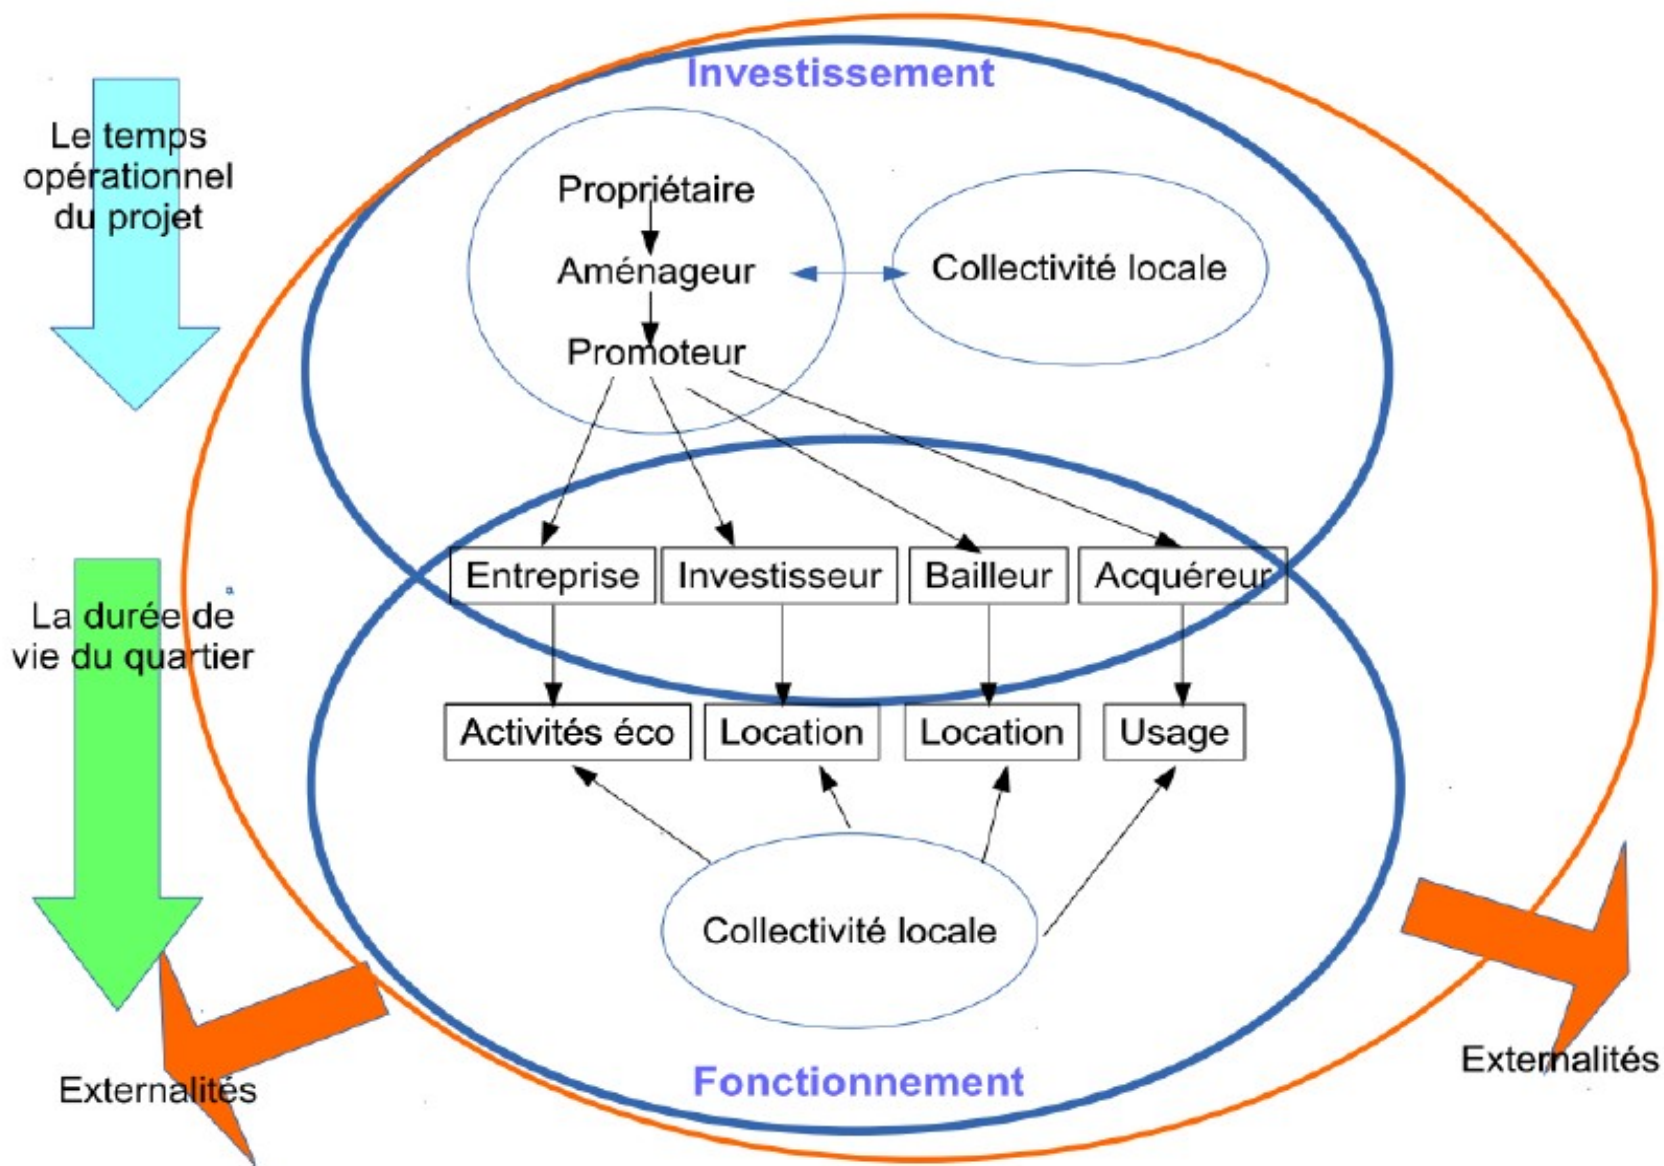 Investissement
Le temps
opérationnel
du projet
Propriétaire
Aménageur
Collectivité locale
Promoteur
Entreprise
Investisseur
Bailleur
Acquéreur
La durée de
vie du quartier
Activités éco
Location
Location
Usage
Collectivité locale
Fonctionnement
Externalités
Externalités